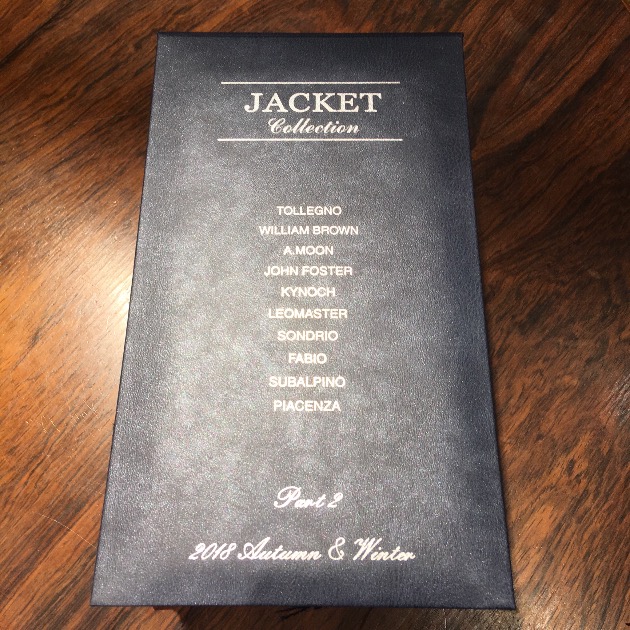 JACKET
Collection
TOLLEGNO
WILLIAM BROWN
A.MOON
JOHN FOSTER
KYNOCH
LEOMASTER
SONDRIO
FABIO
SUBALPINO
PIACENZA
Part 2
2018 Autumn & Winter